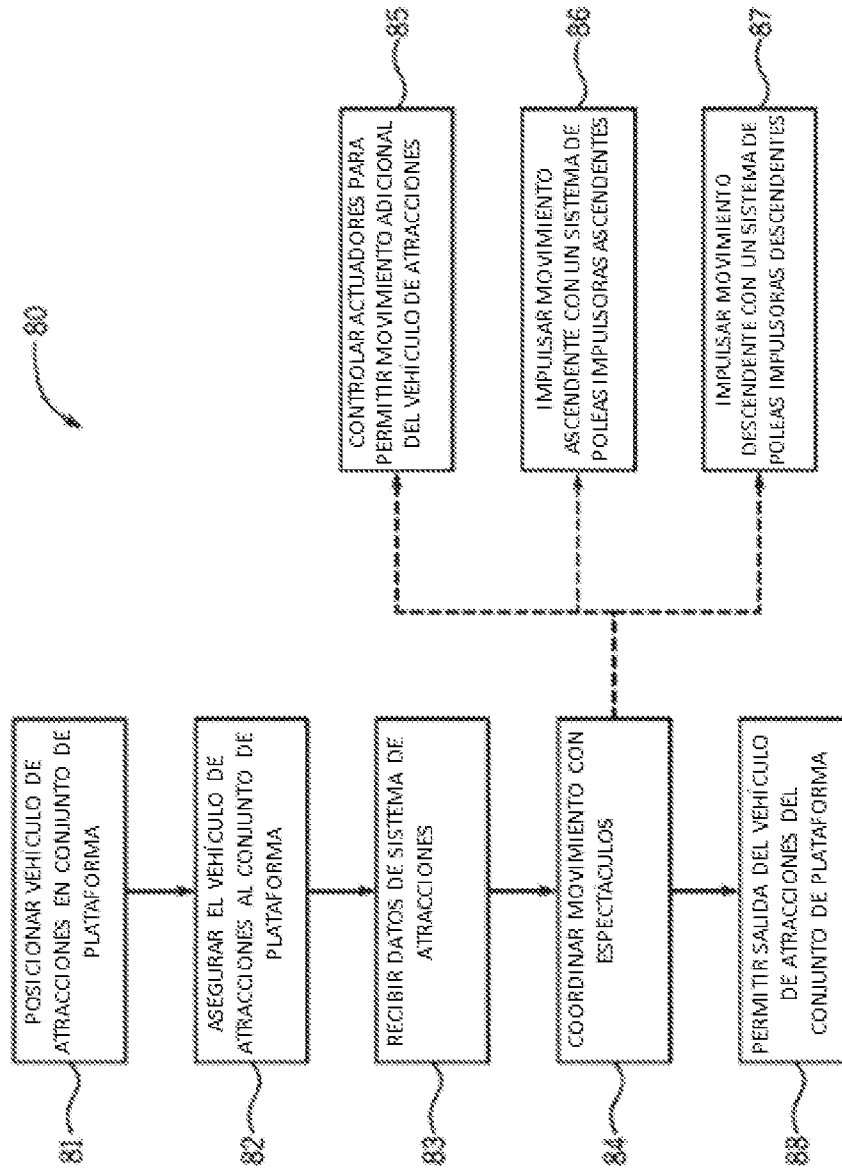 80
81
POSICIONAR VEHÍCULO DE
ATRACCIONES EN CONJUNTO DE
PLATAFORMA
82
ASEGURAR EL VEHÍCULO DE
ATRACCIONES AL CONJUNTO DE
PLATAFORMA
83
RECIBIR DATOS DE SISTEMA DE
ATRACCIONES
84
COORDINAR MOVIMIENTO CON
ESPECTÁCULOS
85
CONTROLAR ACTUADORES PARA
PERMITIR MOVIMIENTO ADICIONAL
DEL VEHÍCULO DE ATRACCIONES
86
IMPULSAR MOVIMIENTO
ASCENDENTE CON UN SISTEMA DE
POLEAS IMPULSORAS ASCENDENTES
87
IMPULSAR MOVIMIENTO
DESCENDENTE CON UN SISTEMA DE
POLEAS IMPULSORAS DESCENDENTES
88
PERMITIR SALIDA DEL VEHÍCULO
DE ATRACCIONES DEL
CONJUNTO DE PLATAFORMA